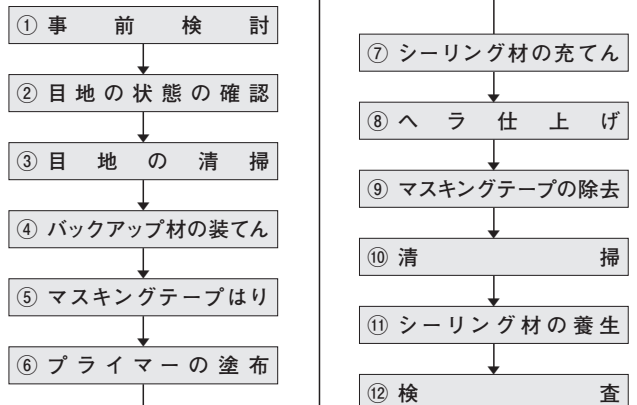 ① 事前検討
② 目地の状態の確認
③ 目地の清掃
④ バックアップ材の装てん
⑤ マスキングテープはり
⑥ プライマーの塗布
⑦ シーリング材の充てん
⑧ ヘラ仕上げ
⑨ マスキングテープの除去
⑩ 清掃
⑪ シーリング材の養生
⑫ 検査